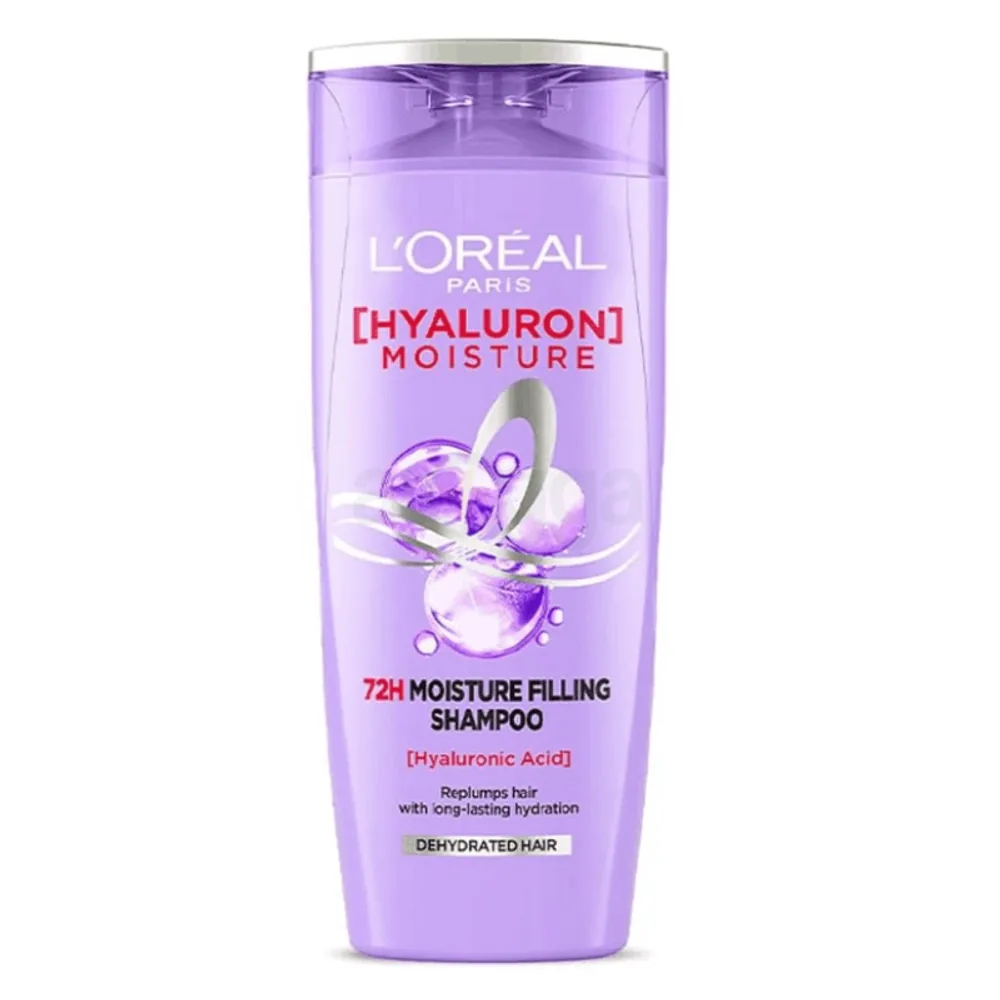 L'ORÉAL
PARIS
[HYALURON]
MOISTURE
72H MOISTURE FILLING
SHAMPOO
[Hyaluronic Acid]
Replumps hair
with long-lasting hydration
DEHYDRATED HAIR